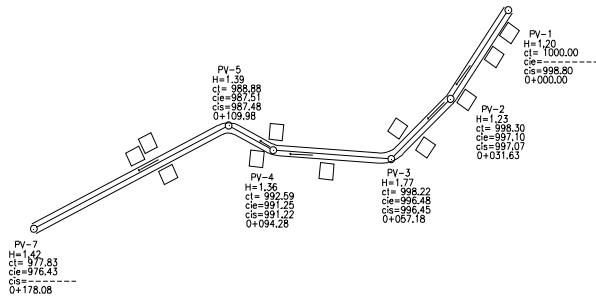 PV-1
H=1,20
ct= 1000.00
cie=---------
cis=998.80
0+000.00
PV-5
H=1.39
ct= 988.88
cie=987.51
cis=987.48
0+109.98
PV-2
H=1.23
ct= 998.30
cie=997.10
cis=997.07
0+031.63
PV-3
H=1.77
ct= 998.22
cie=996.48
cis=996.45
0+057.18
PV-4
H=1.36
ct= 992.59
cie=991.25
cis=991.22
0+094.28
PV-7
H=1.42
ct= 977.83
cie=976.43
cis=---------
0+178.08